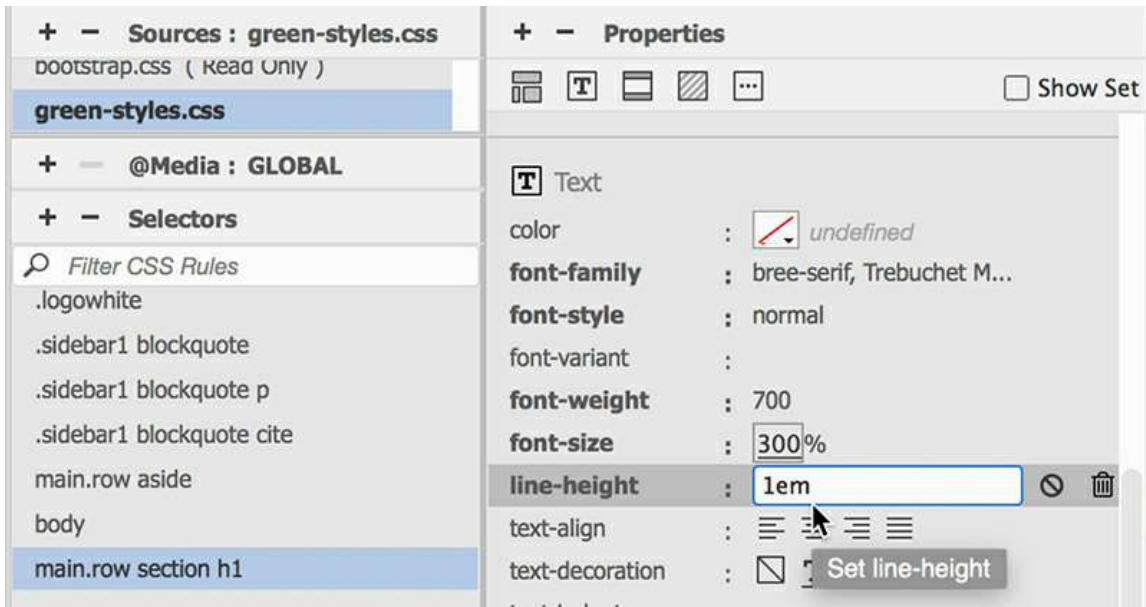 + − Sources : green-styles.css
bootstrap.css ( Read Only )
green-styles.css
+ − @Media : GLOBAL
+ − Selectors
Filter CSS Rules
.logowhite
.sidebar1 blockquote
.sidebar1 blockquote p
.sidebar1 blockquote cite
main.row aside
body
main.row section h1
+ − Properties
T
Show Set
T Text
color : undefined
font-family : bree-serif, Trebuchet M...
font-style : normal
font-variant :
font-weight : 700
font-size : 300%
line-height : 1em
text-align :
text-decoration :
Set line-height